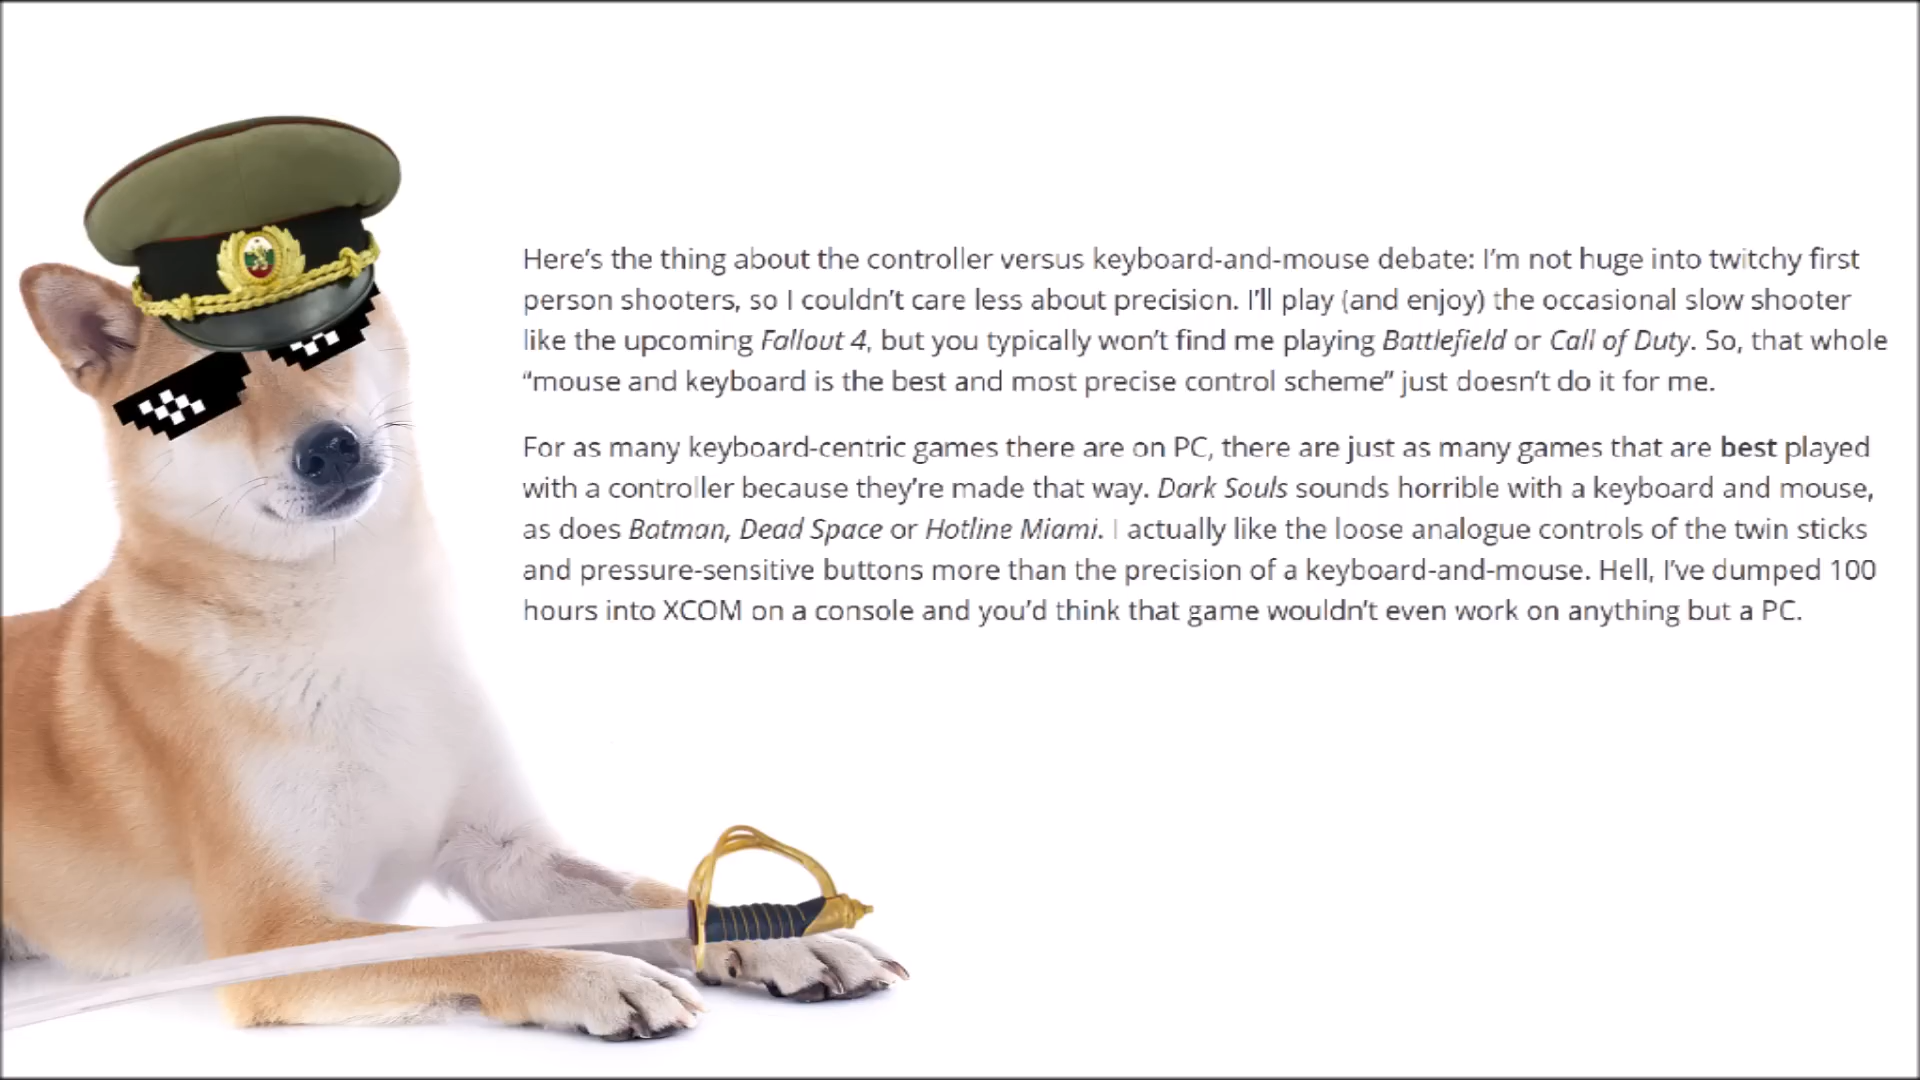 Here’s the thing about the controller versus keyboard-and-mouse debate: I’m not huge into twitchy first
person shooters, so I couldn’t care less about precision. I’ll play (and enjoy) the occasional slow shooter
like the upcoming Fallout 4, but you typically won’t find me playing Battlefield or Call of Duty. So, that whole
“mouse and keyboard is the best and most precise control scheme” just doesn’t do it for me.
For as many keyboard-centric games there are on PC, there are just as many games that are best played
with a controller because they’re made that way. Dark Souls sounds horrible with a keyboard and mouse,
as does Batman, Dead Space or Hotline Miami. I actually like the loose analogue controls of the twin sticks
and pressure-sensitive buttons more than the precision of a keyboard-and-mouse. Hell, I’ve dumped 100
hours into XCOM on a console and you’d think that game wouldn’t even work on anything but a PC.